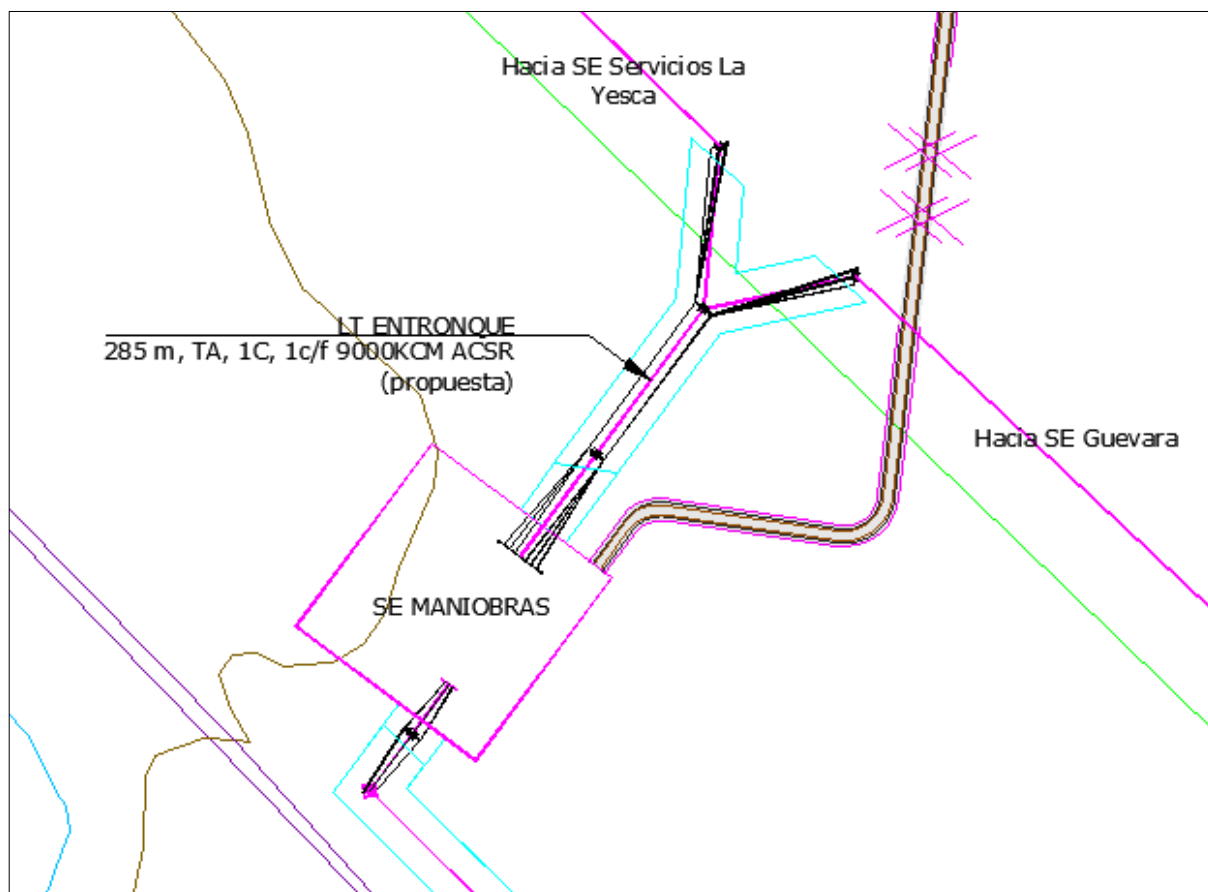 Hacia SE Servicios La
Yesca
LT ENTRONQUE
285 m, TA, 1C, 1c/f 9000KCM ACSR
(propuesta)
Hacia SE Guevara
SE MANIOBRAS